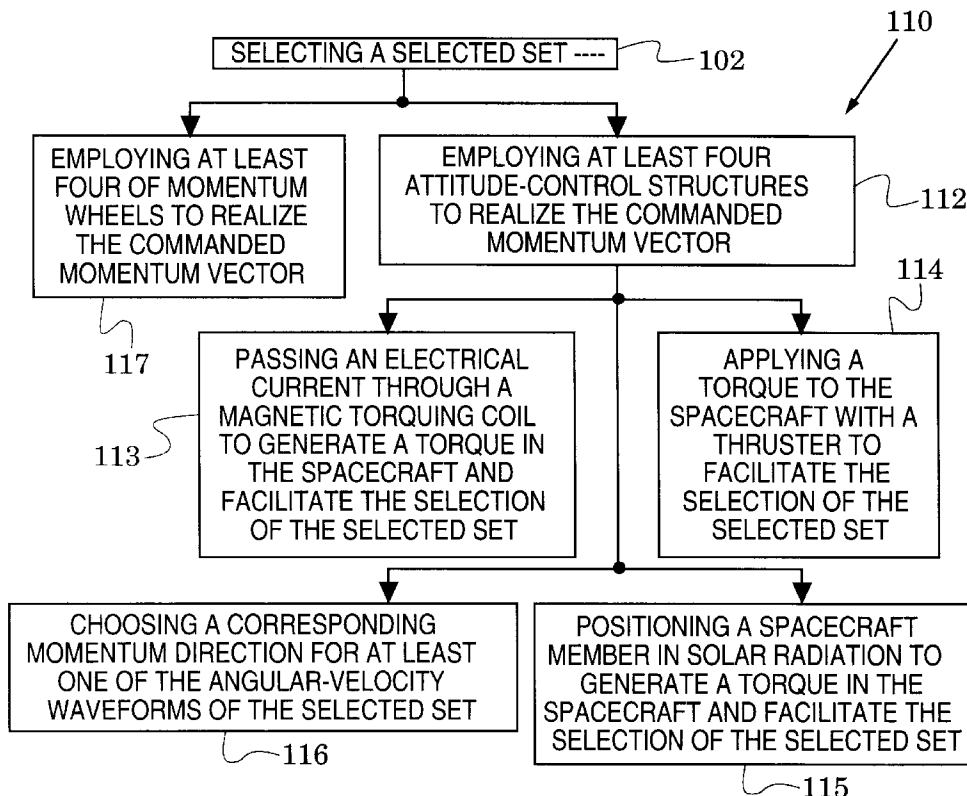 110
SELECTING A SELECTED SET ----
102
EMPLOYING AT LEAST
FOUR OF MOMENTUM
WHEELS TO REALIZE
THE COMMANDED
MOMENTUM VECTOR
117
EMPLOYING AT LEAST FOUR
ATTITUDE-CONTROL STRUCTURES
TO REALIZE THE COMMANDED
MOMENTUM VECTOR
112
PASSING AN ELECTRICAL
CURRENT THROUGH A
MAGNETIC TORQUING COIL
TO GENERATE A TORQUE IN
THE SPACECRAFT AND
FACILITATE THE SELECTION
OF THE SELECTED SET
113
114
APPLYING A
TORQUE TO THE
SPACECRAFT WITH A
THRUSTER TO
FACILITATE THE
SELECTION OF THE
SELECTED SET
CHOOSING A CORRESPONDING
MOMENTUM DIRECTION FOR AT LEAST
ONE OF THE ANGULAR-VELOCITY
WAVEFORMS OF THE SELECTED SET
116
POSITIONING A SPACECRAFT
MEMBER IN SOLAR RADIATION TO
GENERATE A TORQUE IN THE
SPACECRAFT AND FACILITATE THE
SELECTION OF THE SELECTED SET
115